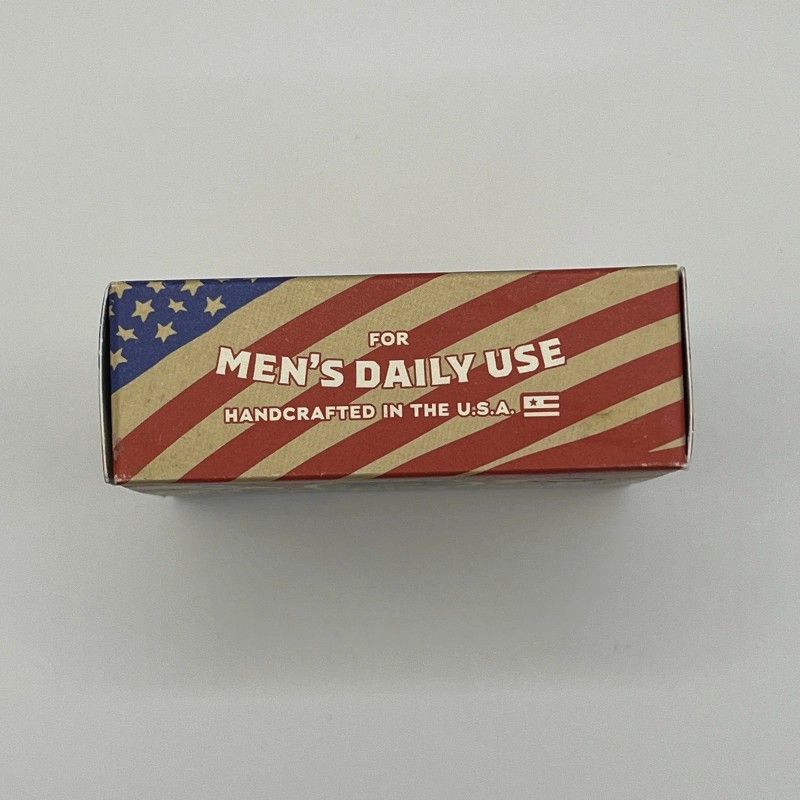 FOR
MEN'S DAILY USE
HANDCRAFTED IN THE U.S.A.